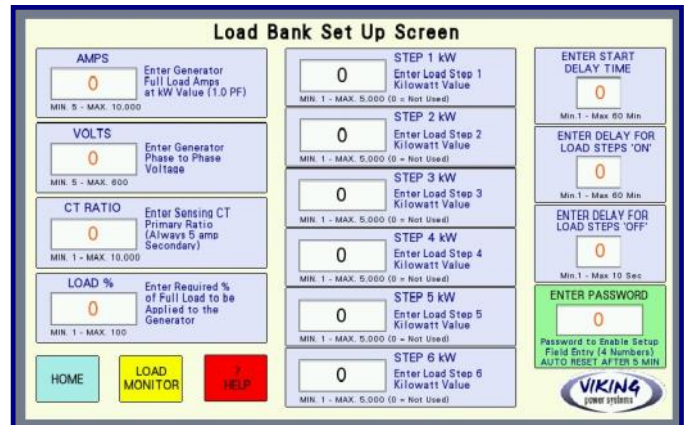 Load Bank Set Up Screen
AMPS
0
Enter Generator
Full Load Amps
at kW Value (1.0 PF)
MIN. 5 - MAX. 10.000
VOLTS
0
Enter Generator
Phase to Phase
Voltage
MIN. 5 - MAX. 600
CT RATIO
0
Enter Sensing CT
Primary Ratio
(Always 5 amp
Secondary)
MIN. 1 - MAX. 10,000
LOAD %
0
Enter Required %
of Full Load to be
Applied to the
Generator
MIN. 1 - MAX. 100
HOME
LOAD
MONITOR
?
HELP
STEP 1 kW
0
Enter Load Step 1
Kilowatt Value
MIN. 1 - MAX. 5,000 (0 = Not Used)
STEP 2 kW
0
Enter Load Step 2
Kilowatt Value
MIN. 1 - MAX. 5,000 (0 = Not Used)
STEP 3 kW
0
Enter Load Step 3
Kilowatt Value
MIN. 1 - MAX. 5,000 (0 = Not Used)
STEP 4 kW
0
Enter Load Step 4
Kilowatt Value
MIN. 1 - MAX. 5,000 (0 = Not Used)
STEP 5 kW
0
Enter Load Step 5
Kilowatt Value
MIN. 1 - MAX. 5,000 (0 = Not Used)
STEP 6 kW
0
Enter Load Step 6
Kilowatt Value
MIN. 1 - MAX. 5,000 (0 = Not Used)
ENTER START
DELAY TIME
0
Min.1 - Max 60 Min
ENTER DELAY FOR
LOAD STEPS 'ON'
0
Min.1 - Max 60 Min
ENTER DELAY FOR
LOAD STEPS 'OFF'
0
Min.1 - Max 10 Sec
ENTER PASSWORD
0
Password to Enable Setup
Field Entry (4 Numbers)
AUTO RESET AFTER 5 MIN
VIKING
power systems